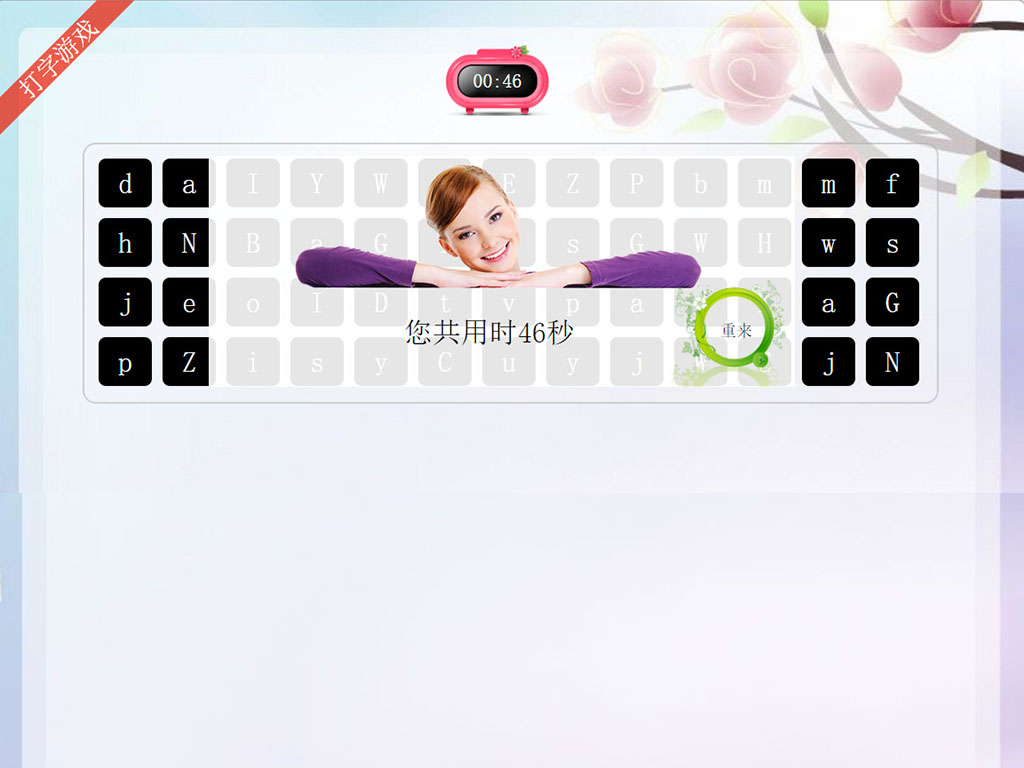 打字游戏
00:46
d a I Y W E Z P b m m f
h N B a G s G W H w s
j e o I D t v p a a G
您共用时46秒
重来
p Z i s y C u y j j N